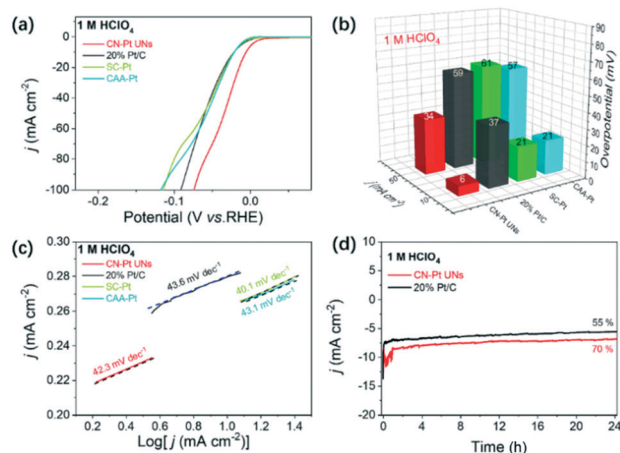 (a)
1 M HClO₄
CN-Pt UNs
20% Pt/C
SC-Pt
CAA-Pt
0
-20
-40
-60
-80
-100
j (mA cm⁻²)
-0.2
-0.1
0.0
Potential (V vs.RHE)
(b)
1 M HClO₄
34
59
61
57
6
37
21
21
90
80
70
60
50
40
30
20
10
0
Overpotential (mV)
j (mA cm⁻²)
50
10
CN-Pt UNs
20% Pt/C
SC-Pt
CAA-Pt
(c)
1 M HClO₄
CN-Pt UNs
20% Pt/C
SC-Pt
CAA-Pt
43.6 mV dec⁻¹
40.1 mV dec⁻¹
43.1 mV dec⁻¹
42.3 mV dec⁻¹
0.30
0.28
0.26
0.24
0.22
0.20
j (mA cm⁻²)
0.2
0.6
1.0
1.4
Log[ j (mA cm⁻²)]
(d)
1 M HClO₄
CN-Pt UNs
20% Pt/C
55 %
70 %
10
5
0
-5
-10
-15
-20
j (mA cm⁻²)
0
4
8
12
16
20
24
Time (h)